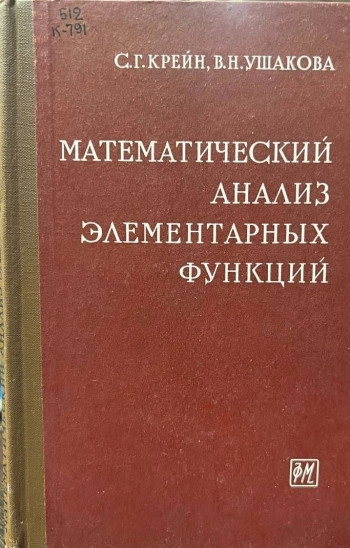 512
К-791
С.Г.КРЕЙН, В.Н.УШАКОВА
МАТЕМАТИЧЕСКИЙ
АНАЛИЗ
ЭЛЕМЕНТАРНЫХ
ФУНКЦИЙ
ФМ